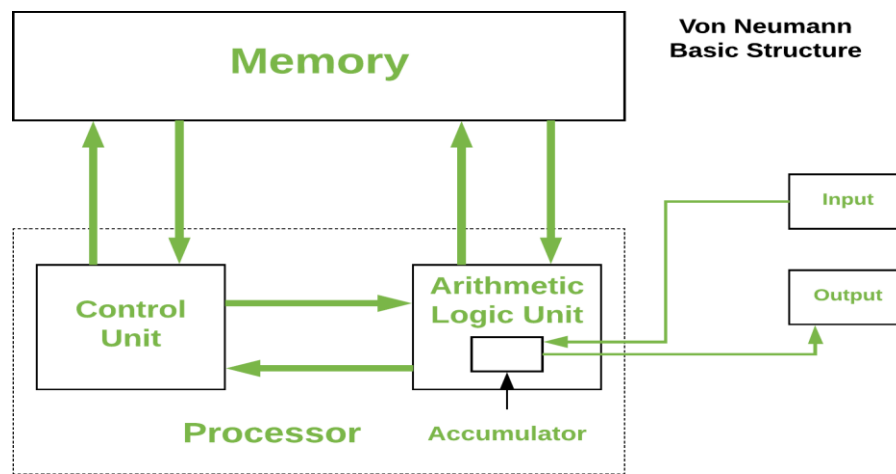 Von Neumann
Basic Structure
Memory
Input
Output
Control
Unit
Arithmetic
Logic Unit
Processor
Accumulator